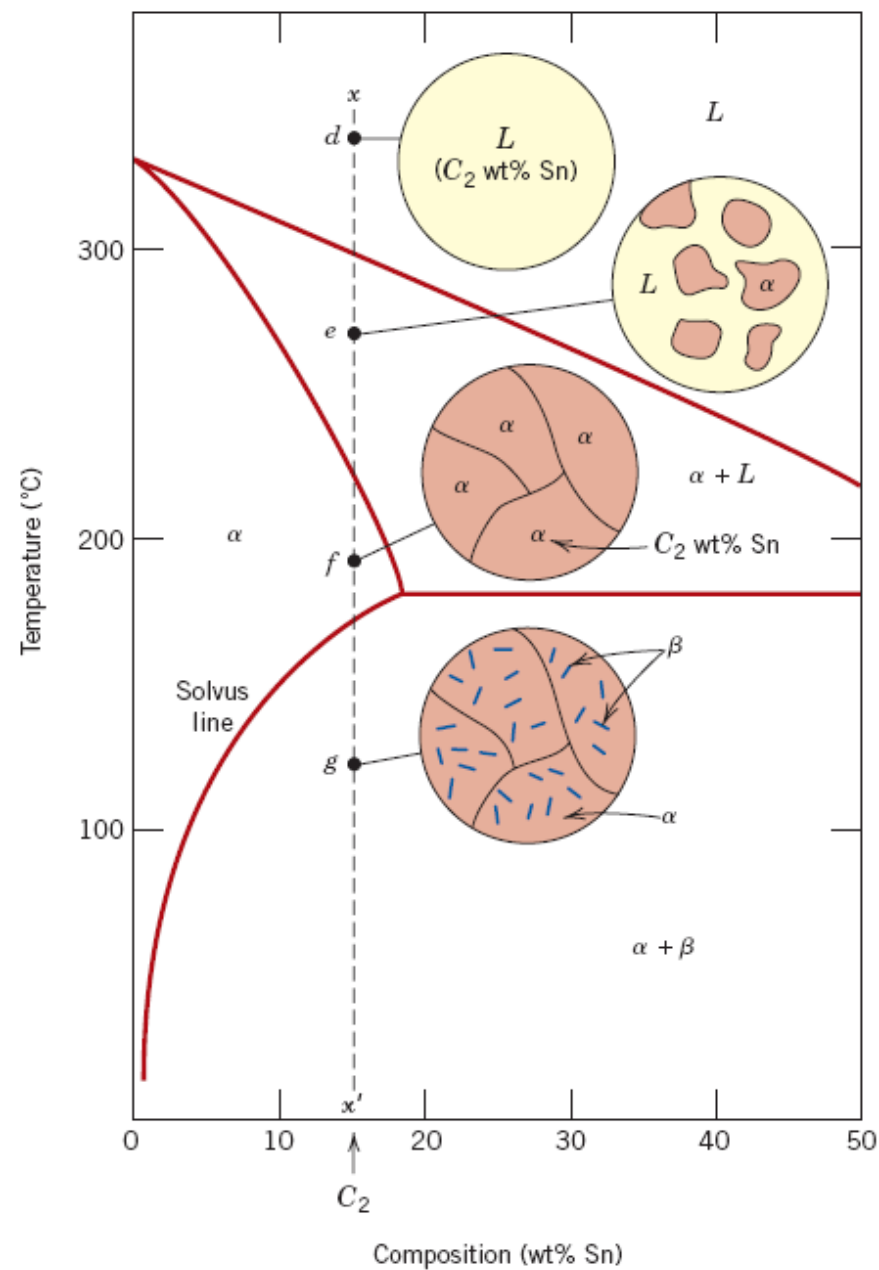 x
d
L
(C₂ wt% Sn)
L
300
L
α
e
α
α
α
α
α + L
C₂ wt% Sn
200
α
f
Temperature (°C)
β
Solvus
line
g
100
α
α + β
x′
0
10
20
30
40
50
C₂
Composition (wt% Sn)